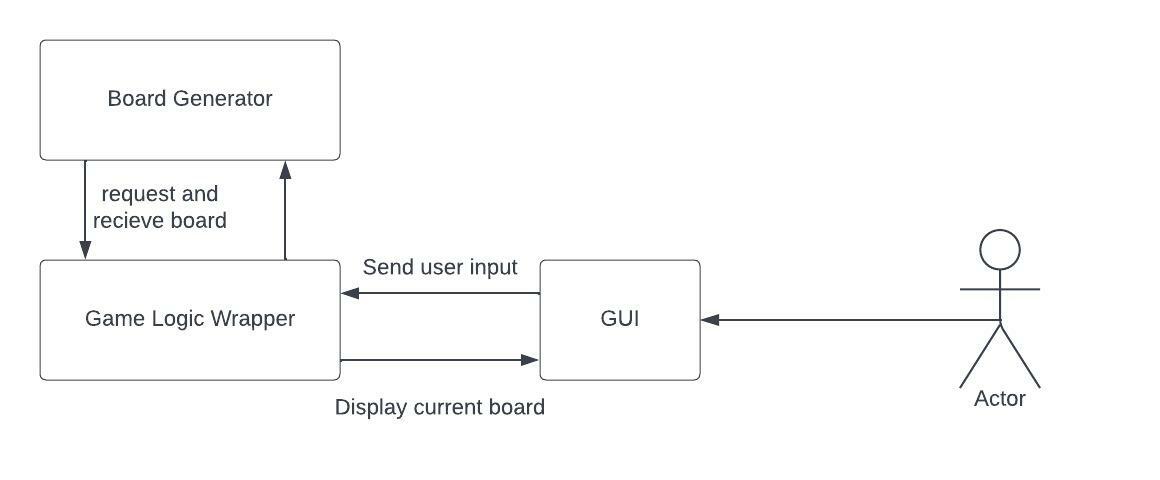 Board Generator
request and
recieve board
Send user input
Game Logic Wrapper
GUI
Display current board
Actor